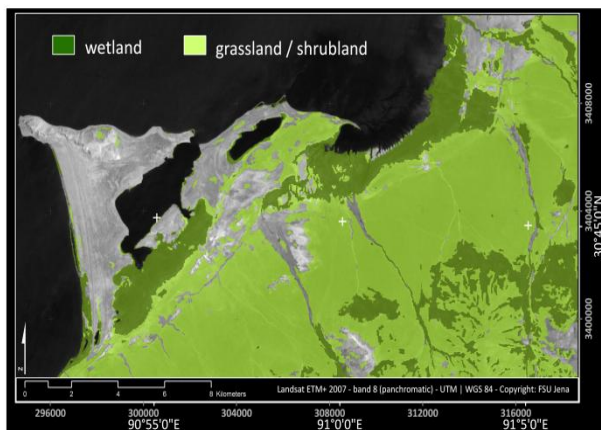 wetland
grassland / shrubland
3408000
3404000
30°45'0"N
3400000
N
0 2 4 6 8
Kilometers
Landsat ETM+ 2007 - band 8 (panchromatic) - UTM | WGS 84 - Copyright: FSU Jena
296000 300000 304000 308000 312000 316000
90°55'0"E 91°0'0"E 91°5'0"E